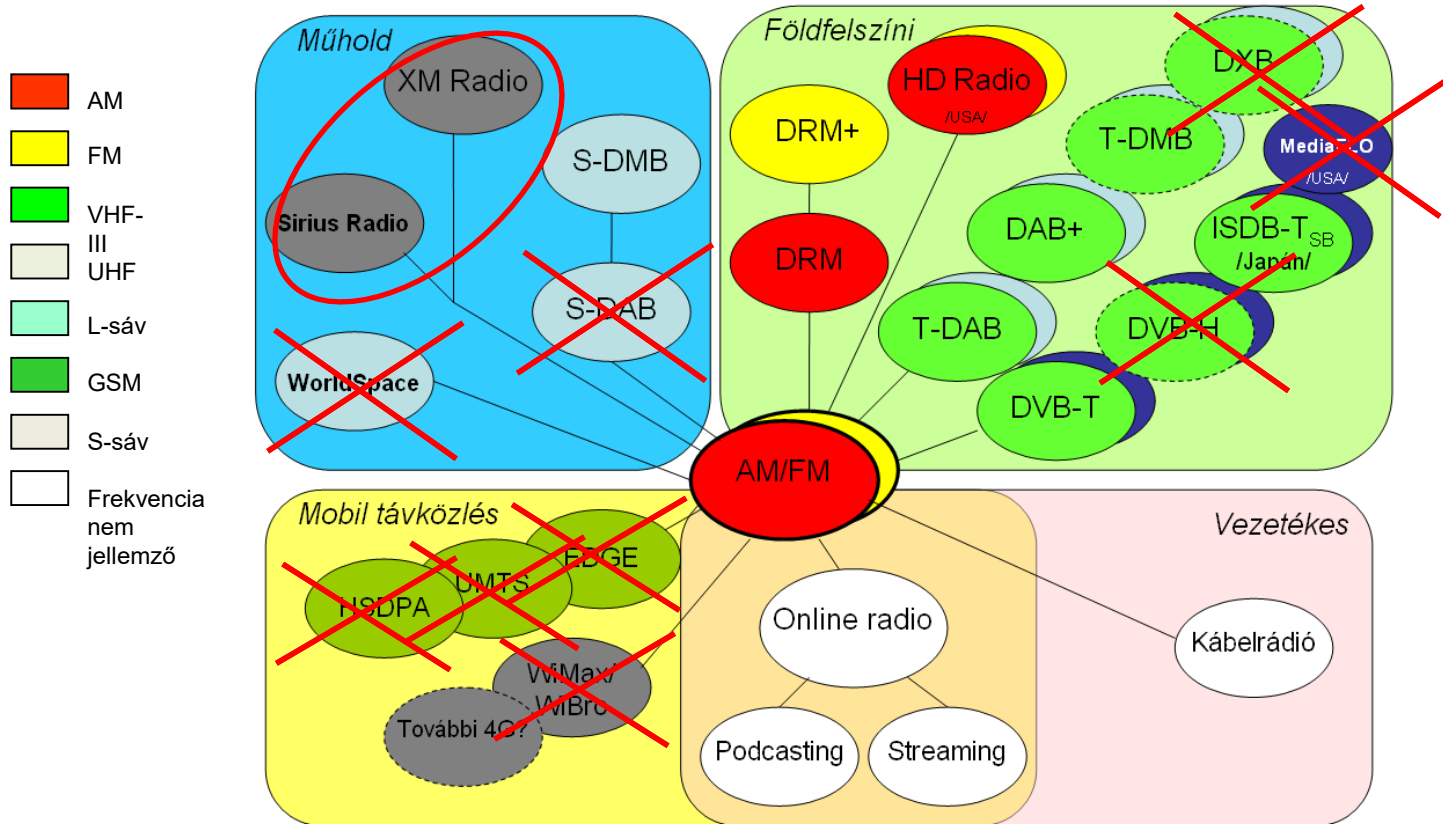 AM
FM
VHF-
III
UHF
L-sáv
GSM
S-sáv
Frekvencia
nem
jellemző
Műhold
XM Radio
S-DMB
Sirius Radio
S-DAB
WorldSpace
Földfelszíni
HD Radio
/USA/
DXB
DRM+
T-DMB
MediaFLO
/USA/
DAB+
ISDB-TSB
/Japán/
DRM
T-DAB
DVB-H
DVB-T
AM/FM
Mobil távközlés
EDGE
UMTS
HSDPA
WiMax/
WiBro
További 4G?
Online radio
Podcasting
Streaming
Vezetékes
Kábelrádió